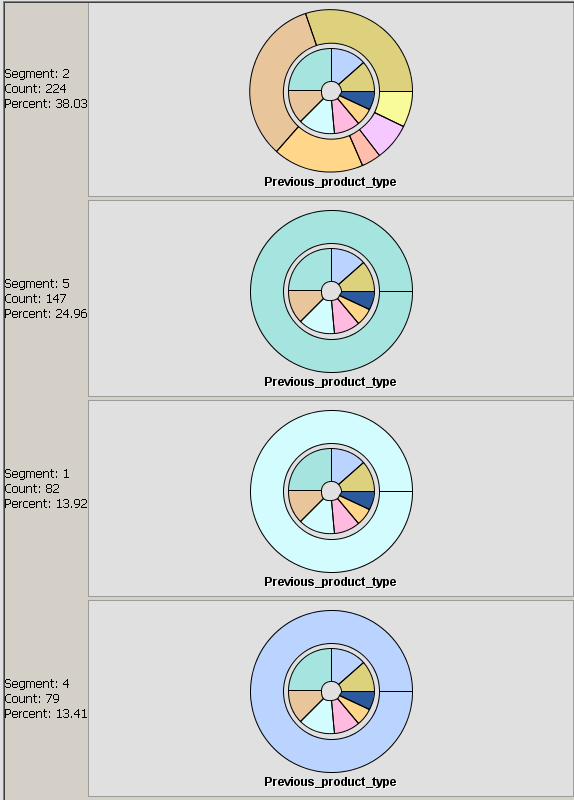 Segment: 2
Count: 224
Percent: 38.03
Previous_product_type
Segment: 5
Count: 147
Percent: 24.96
Previous_product_type
Segment: 1
Count: 82
Percent: 13.92
Previous_product_type
Segment: 4
Count: 79
Percent: 13.41
Previous_product_type